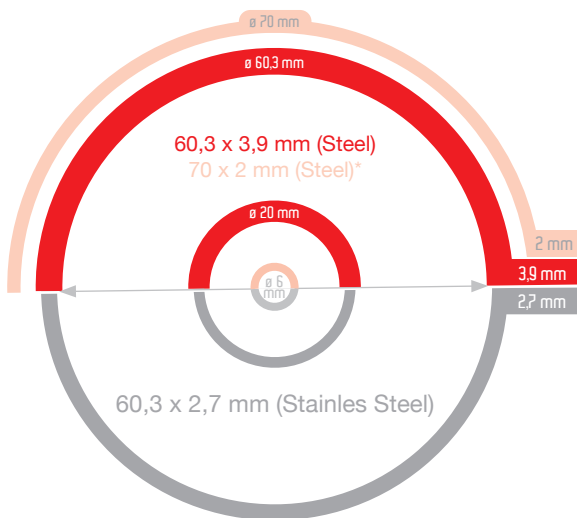 ø 70 mm
ø 60,3 mm
60,3 x 3,9 mm (Steel)
70 x 2 mm (Steel)*
ø 20 mm
2 mm
3,9 mm
ø 6
mm
2,7 mm
60,3 x 2,7 mm (Stainles Steel)